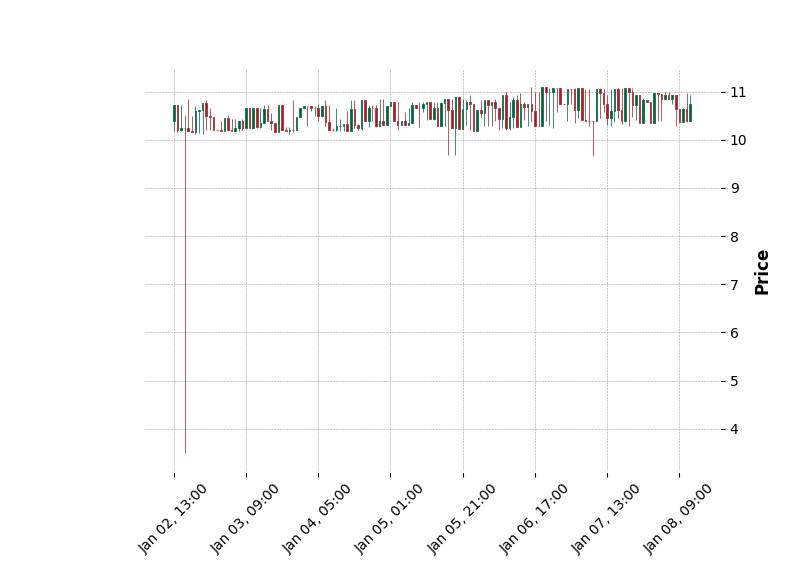 11
10
9
8
7
6
5
4
Price
Jan 02, 13:00
Jan 03, 09:00
Jan 04, 05:00
Jan 05, 01:00
Jan 05, 21:00
Jan 06, 17:00
Jan 07, 13:00
Jan 08, 09:00